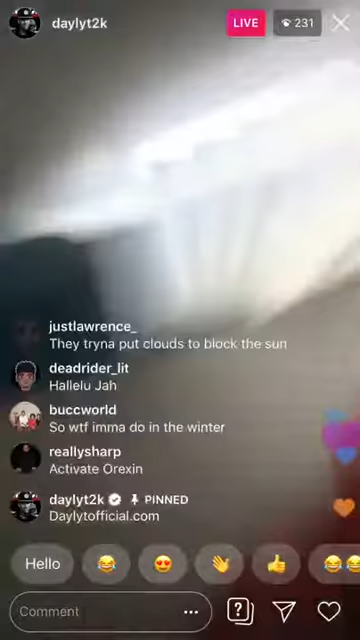 daylyt2k
LIVE
231
justlawrence_
They tryna put clouds to block the sun
deadrider_lit
Hallelu Jah
buccworld
So wtf imma do in the winter
reallysharp
Activate Orexin
daylyt2k PINNED
Daylytofficial.com
Hello
Comment